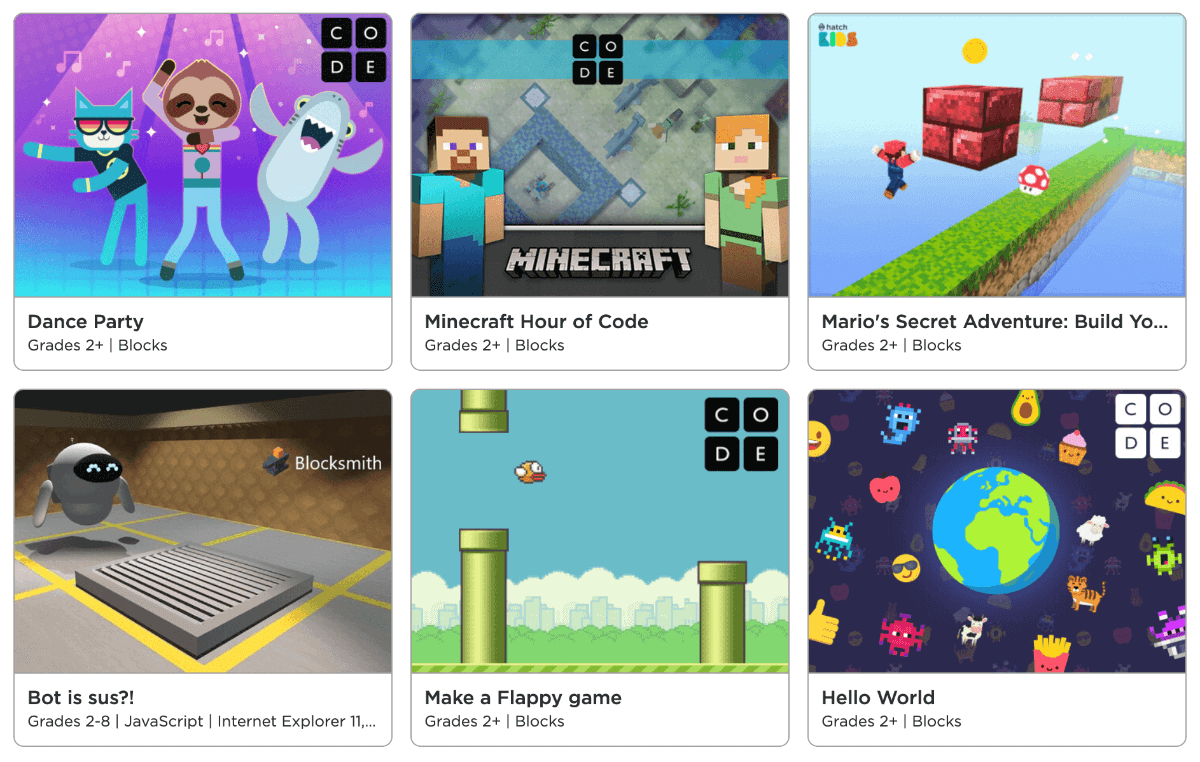 C O
D E
Dance Party
Grades 2+ | Blocks
C O
D E
MINECRAFT
Minecraft Hour of Code
Grades 2+ | Blocks
hatch
KIDS
Mario's Secret Adventure: Build Yo...
Grades 2+ | Blocks
Blocksmith
Bot is sus?!
Grades 2-8 | JavaScript | Internet Explorer 11,...
C O
D E
Make a Flappy game
Grades 2+ | Blocks
C O
D E
Hello World
Grades 2+ | Blocks